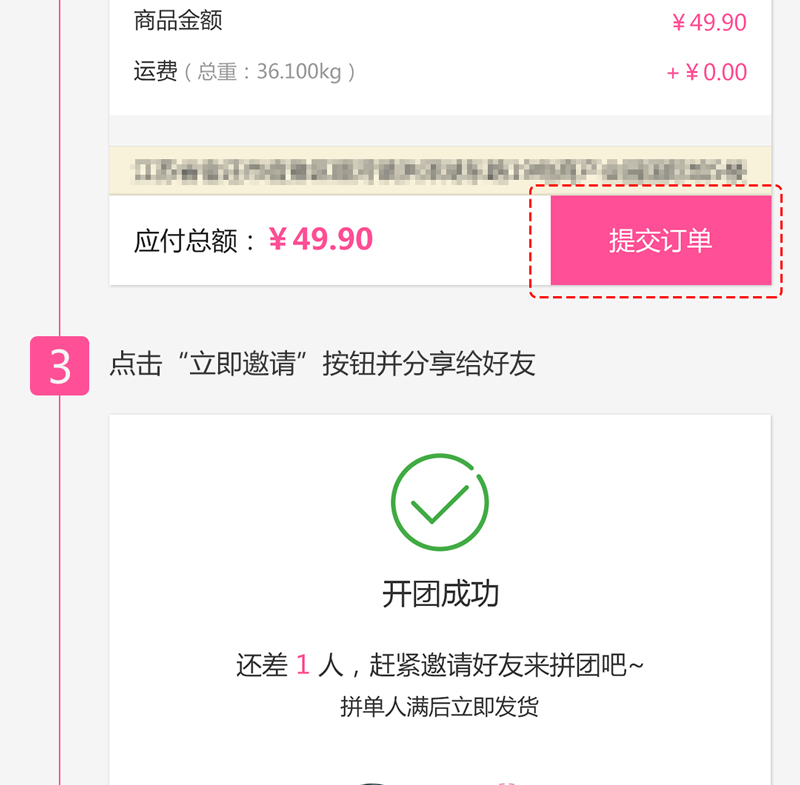 商品金额
￥49.90
运费（总重：36.100kg）
+￥0.00
应付总额：￥49.90
提交订单
3
点击“立即邀请”按钮并分享给好友
开团成功
还差 1 人，赶紧邀请好友来拼团吧~
拼单人满后立即发货